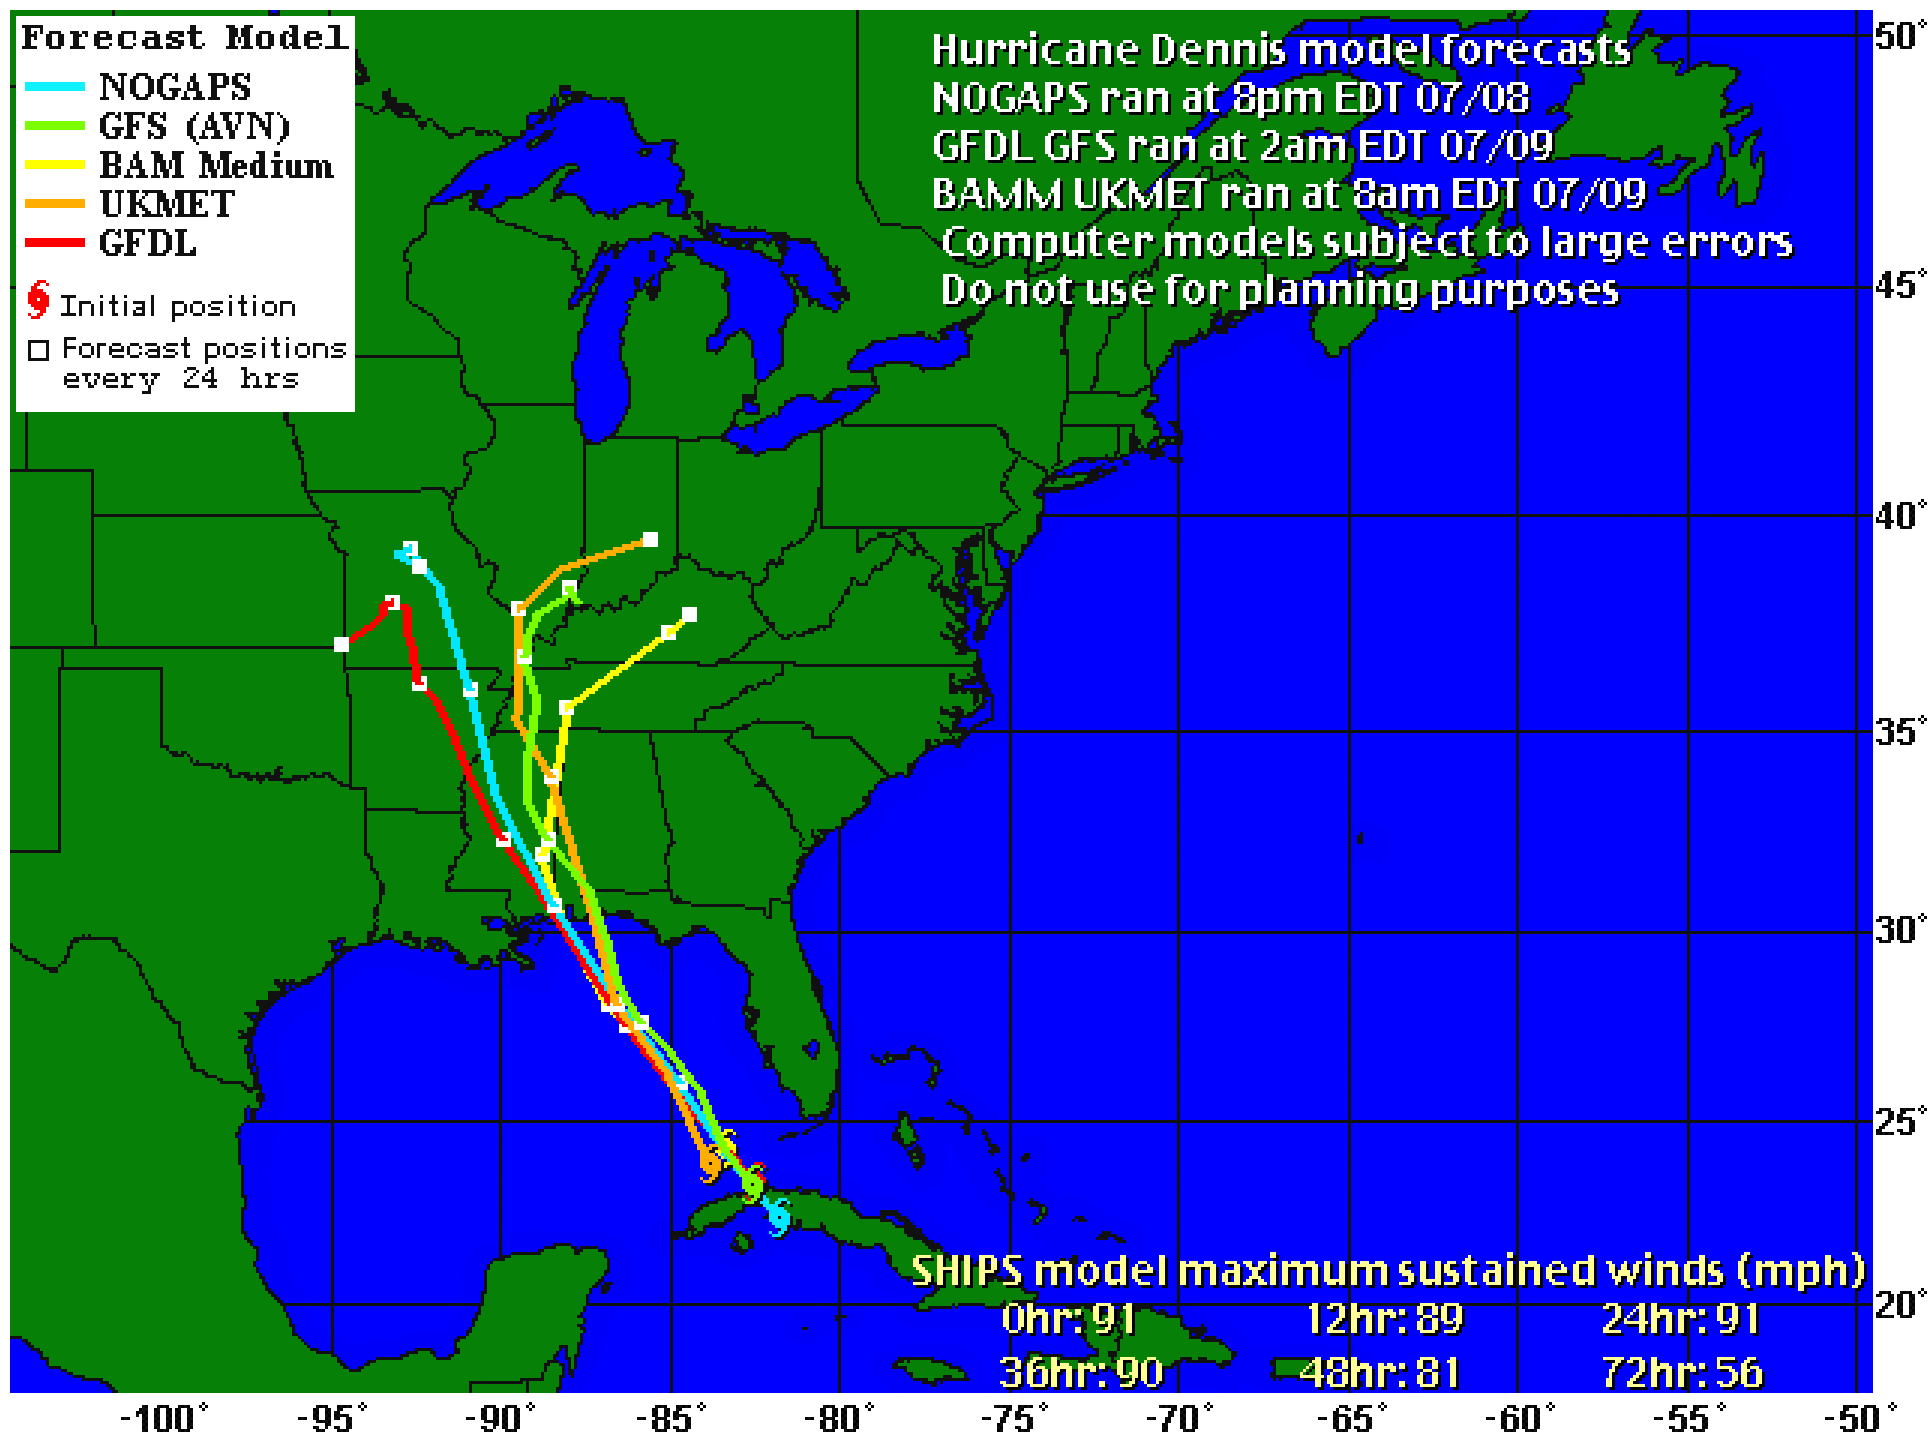 Forecast Model
NOGAPS
GFS (AVN)
BAM Medium
UKMET
GFDL
Initial position
Forecast positions
every 24 hrs
Hurricane Dennis model forecasts
NOGAPS ran at 8pm EDT 07/08
GFDL GFS ran at 2am EDT 07/09
BAMM UKMET ran at 8am EDT 07/09
Computer models subject to large errors
Do not use for planning purposes
50°
45°
40°
35°
30°
25°
20°
SHIPS model maximum sustained winds (mph)
0hr: 91 12hr: 89 24hr: 91
36hr: 90 48hr: 81 72hr: 56
-100° -95° -90° -85° -80° -75° -70° -65° -60° -55° -50°